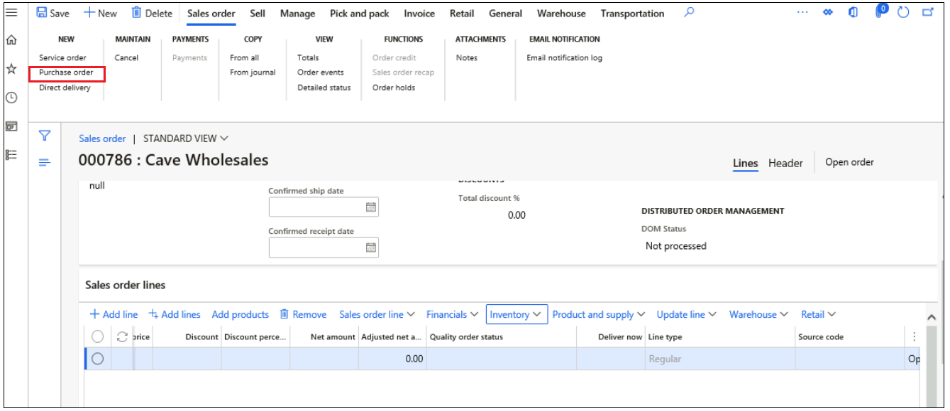 Save New Delete Sales order Sell Manage Pick and pack Invoice Retail General Warehouse Transportation ... 0
NEW MAINTAIN PAYMENTS COPY VIEW FUNCTIONS ATTACHMENTS EMAIL NOTIFICATION
Service order Cancel Payments From all Totals Order credit Notes Email notification log
Purchase order From journal Order events Sales order recap
Direct delivery Detailed status Order holds
Sales order | STANDARD VIEW
000786 : Cave Wholesales Lines Header Open order
DISCOUNTS
null Confirmed ship date Total discount %
0.00 DISTRIBUTED ORDER MANAGEMENT
Confirmed receipt date DOM Status
Not processed
Sales order lines
Add line Add lines Add products Remove Sales order line Financials Inventory Product and supply Update line Warehouse Retail
price Discount Discount perce... Net amount Adjusted net a... Quality order status Deliver now Line type Source code
0.00 Regular Op